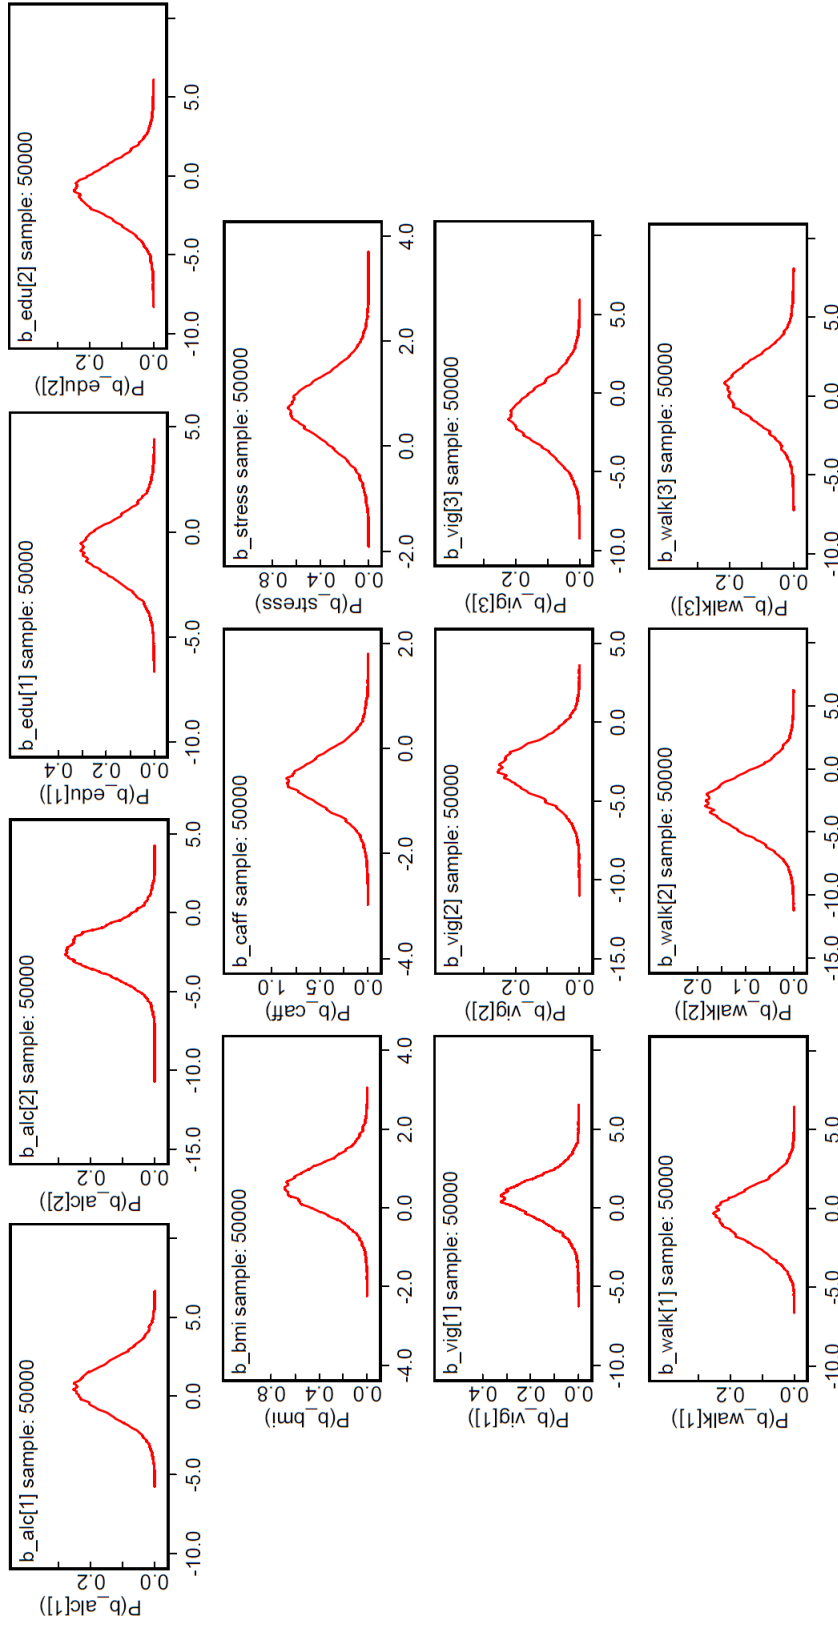 b_alc[1] sample: 50000
P(b_alc[1])
0.2
0.0
-10.0 -5.0 0.0 5.0
b_alc[2] sample: 50000
P(b_alc[2])
0.2
0.0
-15.0 -10.0 -5.0 0.0 5.0
b_edu[1] sample: 50000
P(b_edu[1])
0.4
0.2
0.0
-10.0 -5.0 0.0 5.0
b_edu[2] sample: 50000
P(b_edu[2])
0.2
0.0
-10.0 -5.0 0.0 5.0
b_bmi sample: 50000
P(b_bmi)
0.8
0.4
0.0
-4.0 -2.0 0.0 2.0 4.0
b_caff sample: 50000
P(b_caff)
1.0
0.5
0.0
-4.0 -2.0 0.0 2.0
b_stress sample: 50000
P(b_stress)
0.8
0.4
0.0
-2.0 0.0 2.0 4.0
b_vig[1] sample: 50000
P(b_vig[1])
0.4
0.2
0.0
-10.0 -5.0 0.0 5.0
b_vig[2] sample: 50000
P(b_vig[2])
0.2
0.0
-15.0 -10.0 -5.0 0.0 5.0
b_vig[3] sample: 50000
P(b_vig[3])
0.2
0.0
-10.0 -5.0 0.0 5.0
b_walk[1] sample: 50000
P(b_walk[1])
0.2
0.0
-10.0 -5.0 0.0 5.0
b_walk[2] sample: 50000
P(b_walk[2])
0.2
0.1
0.0
-15.0 -10.0 -5.0 0.0 5.0
b_walk[3] sample: 50000
P(b_walk[3])
0.2
0.0
-10.0 -5.0 0.0 5.0